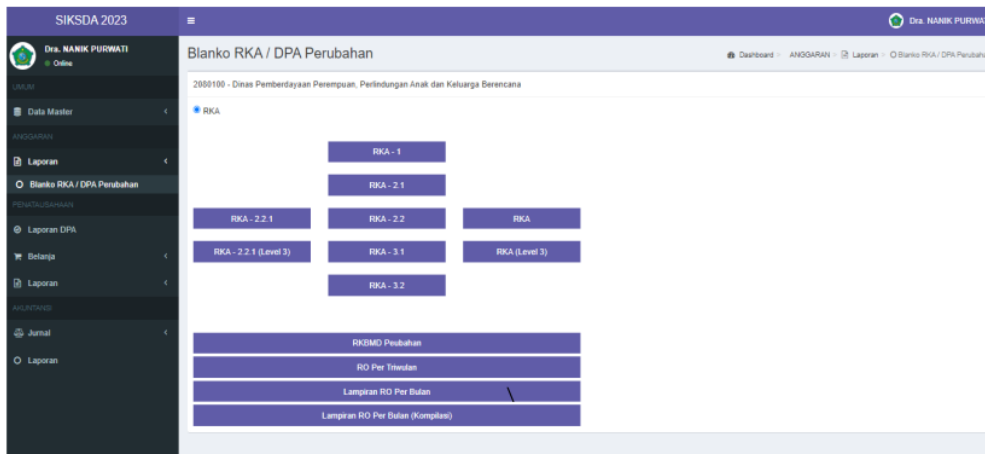 SIKSDA 2023
Dra. NANIK PURWAT
Dra. NANIK PURWATI
Online
Blanko RKA / DPA Perubahan
Dashboard > ANGGARAN > Laporan > Blanko RKA / DPA Perubaha
UMUM
2080100 - Dinas Pemberdayaan Perempuan, Perlindungan Anak dan Keluarga Berencana
Data Master
RKA
ANGGARAN
Laporan
Blanko RKA / DPA Perubahan
PENATAUSAHAAN
Laporan DPA
Belanja
Laporan
AKUNTANSI
Jurnal
Laporan
RKA - 1
RKA - 2.1
RKA - 2.2.1
RKA - 2.2
RKA
RKA - 2.2.1 (Level 3)
RKA - 3.1
RKA (Level 3)
RKA - 3.2
RKBMD Peubahan
RO Per Triwulan
Lampiran RO Per Bulan
Lampiran RO Per Bulan (Kompilasi)